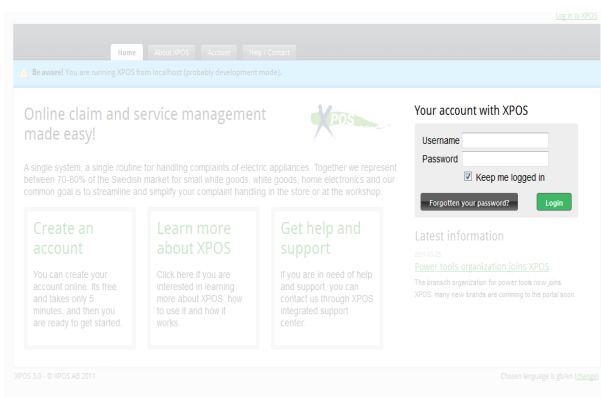 Log in to XPOS
Home About XPOS Account Help / Contact
Be aware! You are running XPOS from localhost (probably development mode).
Online claim and service management
made easy!
XPOS
A single system, a single routine for handling complaints of electric appliances. Together we represent
between 70-80% of the Swedish market for small white goods, white goods, home electronics and our
common goal is to streamline and simplify your complaint handling in the store or at the workshop.
Create an
account
You can create your
account online. Its free
and takes only 5
minutes, and then you
are ready to get started.
Learn more
about XPOS
Click here if you are
interested in learning
more about XPOS, how
to use it and how it
works.
Get help and
support
If you are in need of help
and support, you can
contact us through XPOS
integrated support
center.
Your account with XPOS
Username
Password
Keep me logged in
Forgotten your password? Login
Latest information
Power tools organization joins XPOS
The branach organization for power tools now joins
XPOS, many new brands are comming to the portal soon.
XPOS 5.0 - © XPOS AB 2011
Chosen language is gb/en (change)